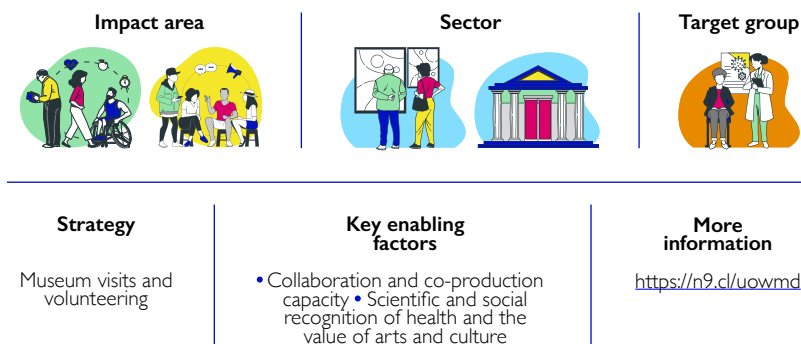 Impact area
Sector
Target group
Strategy
Museum visits and
volunteering
Key enabling
factors
• Collaboration and co-production
capacity • Scientific and social
recognition of health and the
value of arts and culture
More
information
https://n9.cl/uowmd